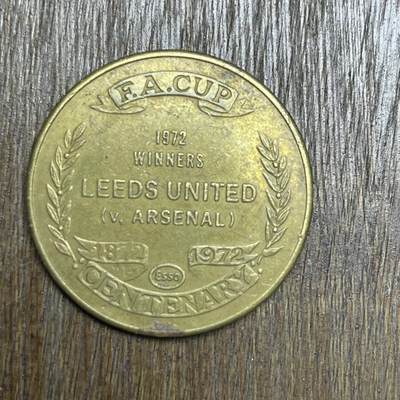 F.A. CUP
1972
WINNERS
LEEDS UNITED
(v. ARSENAL)
1872 1972
Esso
CENTENARY